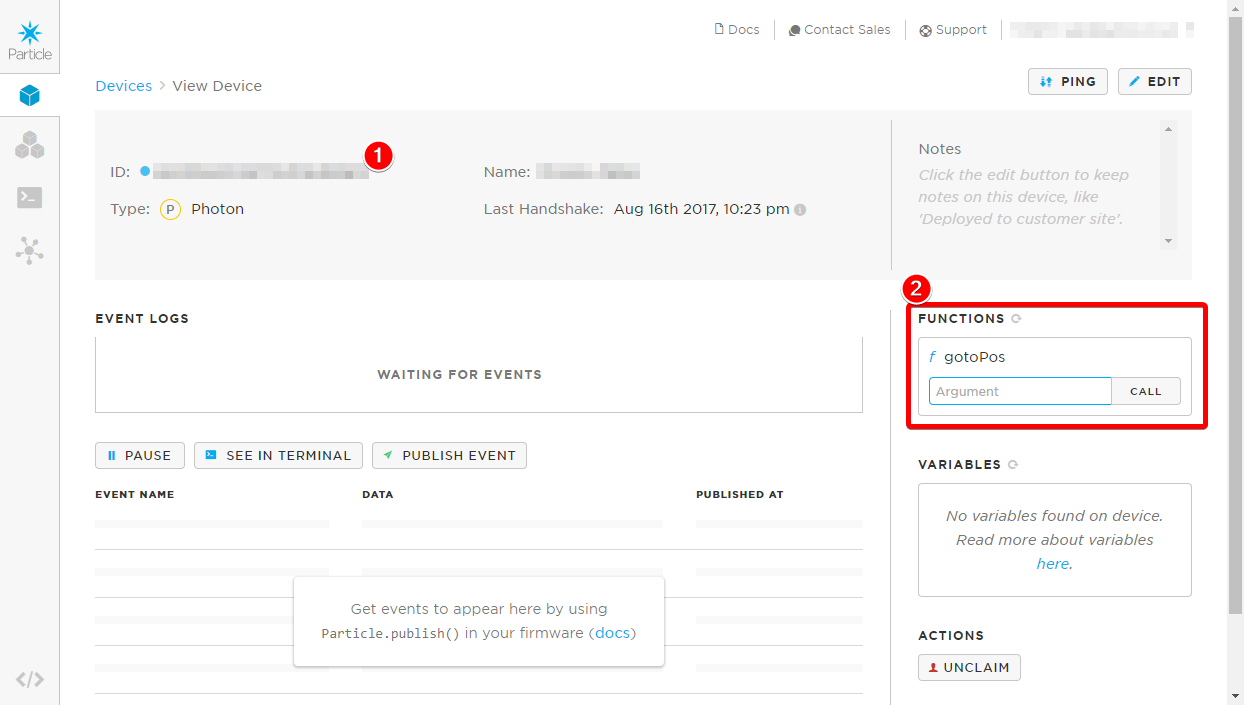 Particle
Docs
Contact Sales
Support
Devices > View Device
PING
EDIT
ID:
1
Name:
Type: P Photon
Last Handshake: Aug 16th 2017, 10:23 pm
Notes
Click the edit button to keep
notes on this device, like
'Deployed to customer site'.
2
EVENT LOGS
WAITING FOR EVENTS
PAUSE
SEE IN TERMINAL
PUBLISH EVENT
EVENT NAME
DATA
PUBLISHED AT
Get events to appear here by using
Particle.publish() in your firmware (docs)
FUNCTIONS
f gotoPos
Argument
CALL
VARIABLES
No variables found on device.
Read more about variables
here.
ACTIONS
UNCLAIM